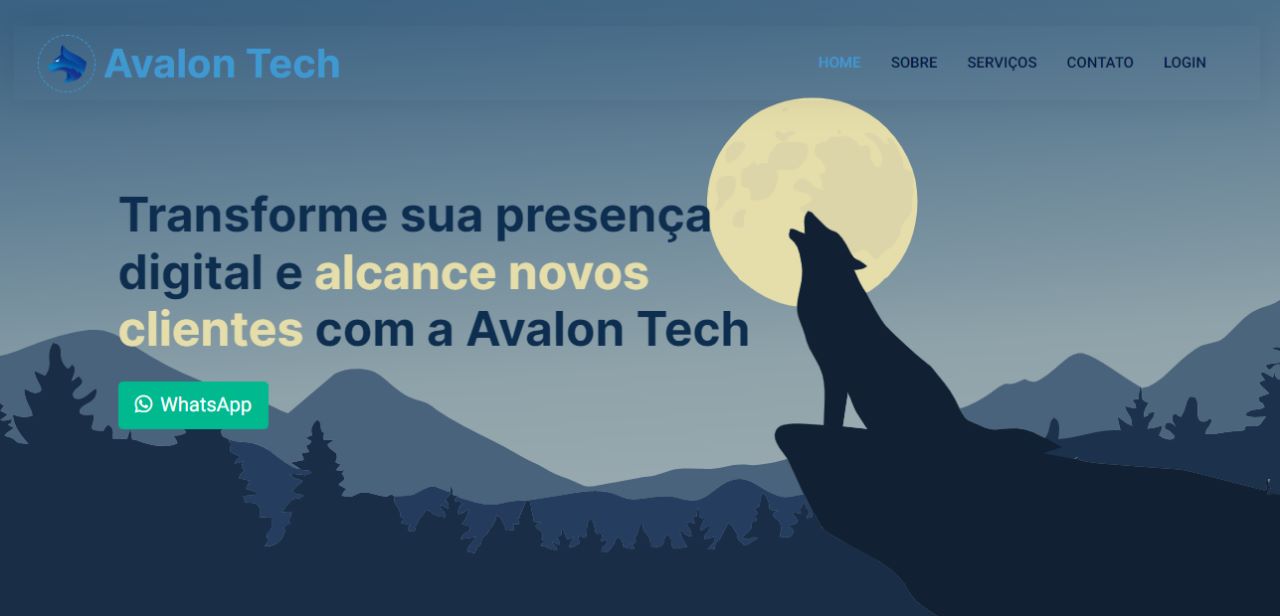 Avalon Tech
HOME SOBRE SERVIÇOS CONTATO LOGIN
Transforme sua presença
digital e alcance novos
clientes com a Avalon Tech
WhatsApp